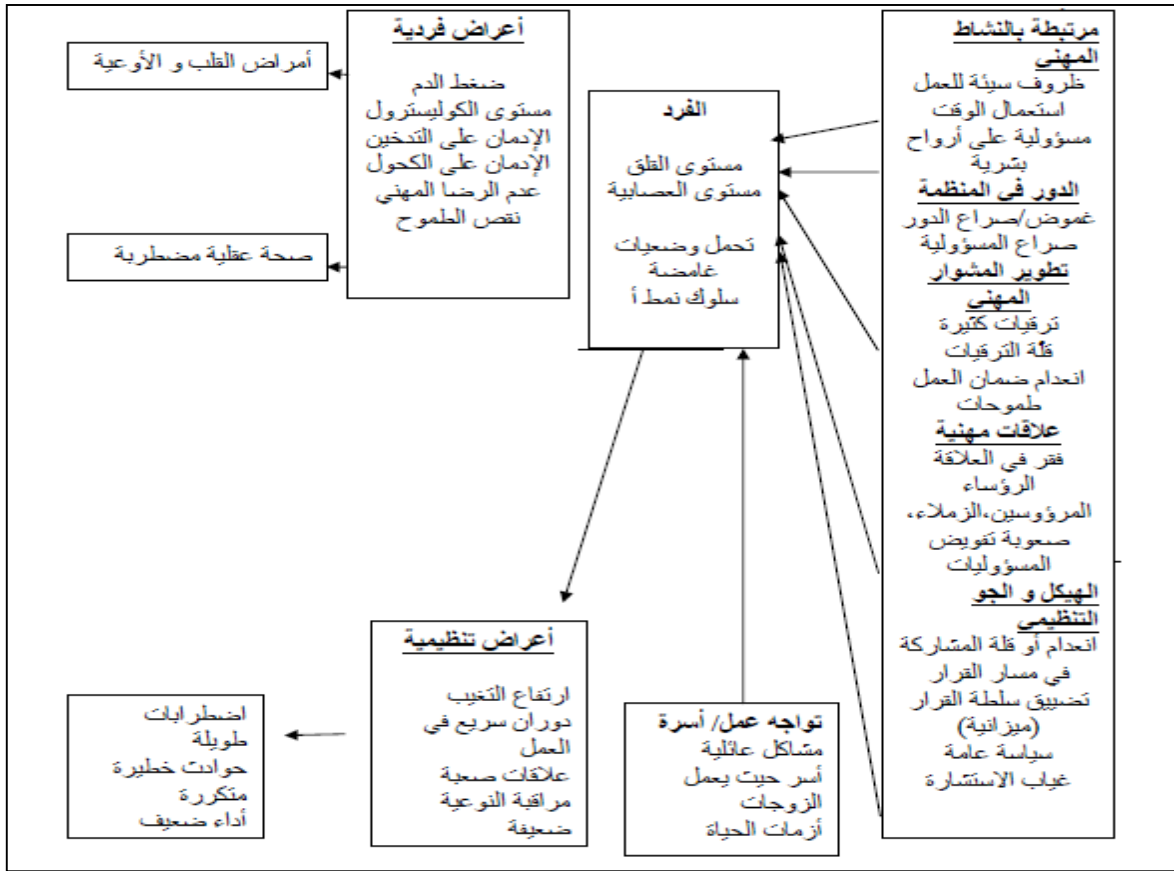 مرتبطة بالنشاط
المهني
ظروف سيئة للعمل
استعمال الوقت
مسؤولية على أرواح
بشرية
الدور في المنظمة
غموض/صراع الدور
صراع المسؤولية
تطوير المشوار
المهني
ترقيات كثيرة
قلة الترقيات
انعدام ضمان العمل
طموحات
علاقات مهنية
فقر في العلاقة
الرؤساء
المرؤوسين،الزملاء،
صعوبة تفويض
المسؤوليات
الهيكل و الجو
التنظيمي
انعدام أو قلة المشاركة
في مسار القرار
تضييق سلطة القرار
(ميزانية)
سياسة عامة
غياب الاستشارة
الفرد
مستوى القلق
مستوى العصابية
تحمل وضعيات
غامضة
سلوك نمط أ
تواجه عمل/ أسرة
مشاكل عائلية
أسر حيث يعمل
الزوجات
أزمات الحياة
أعراض فردية
ضغط الدم
مستوى الكوليسترول
الإدمان على التدخين
الإدمان على الكحول
عدم الرضا المهني
نقص الطموح
أمراض القلب و الأوعية
صحة عقلية مضطربة
أعراض تنظيمية
ارتفاع التغيب
دوران سريع في
العمل
علاقات صعبة
مراقبة النوعية
ضعيفة
اضطرابات
طويلة
حوادث خطيرة
متكررة
أداء ضعيف